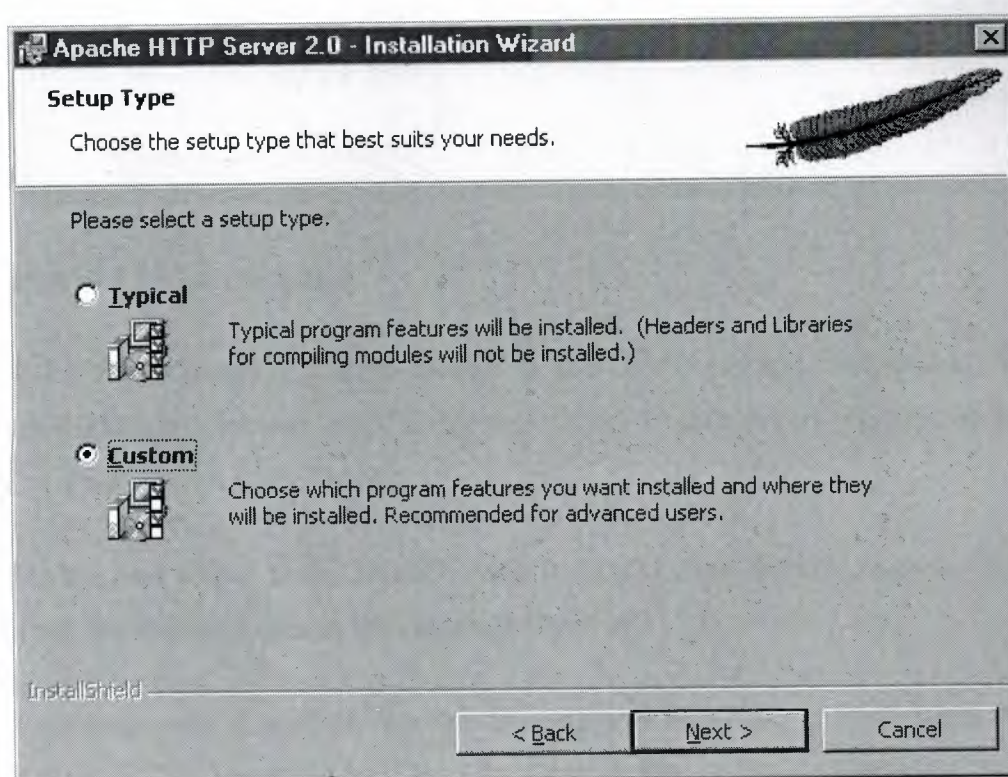 Apache HTTP Server 2.0 - Installation Wizard
Setup Type
Choose the setup type that best suits your needs.
Please select a setup type.
Typical
Typical program features will be installed. (Headers and Libraries
for compiling modules will not be installed.)
Custom
Choose which program features you want installed and where they
will be installed. Recommended for advanced users.
InstallShield
< Back
Next >
Cancel